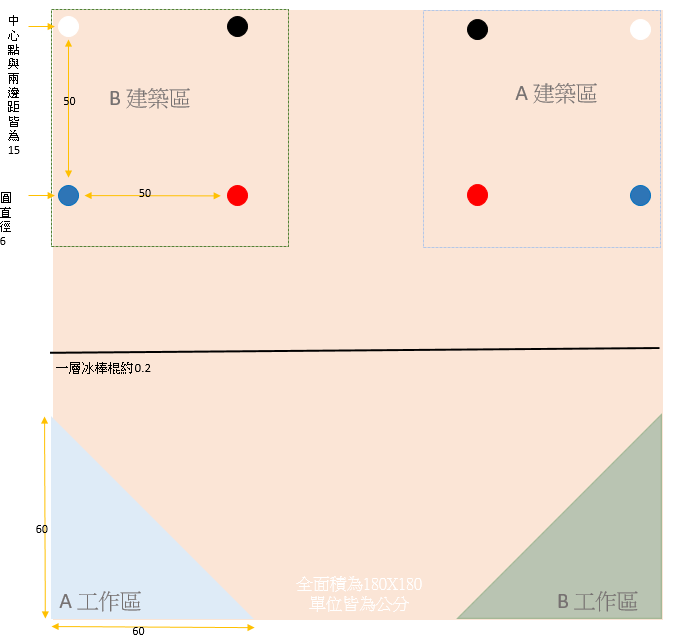 中心點與兩邊距皆為15
50
B 建築區
A 建築區
50
圓直徑6
一層冰棒棍約0.2
60
全面積為180X180
單位皆為公分
A 工作區
B 工作區
60